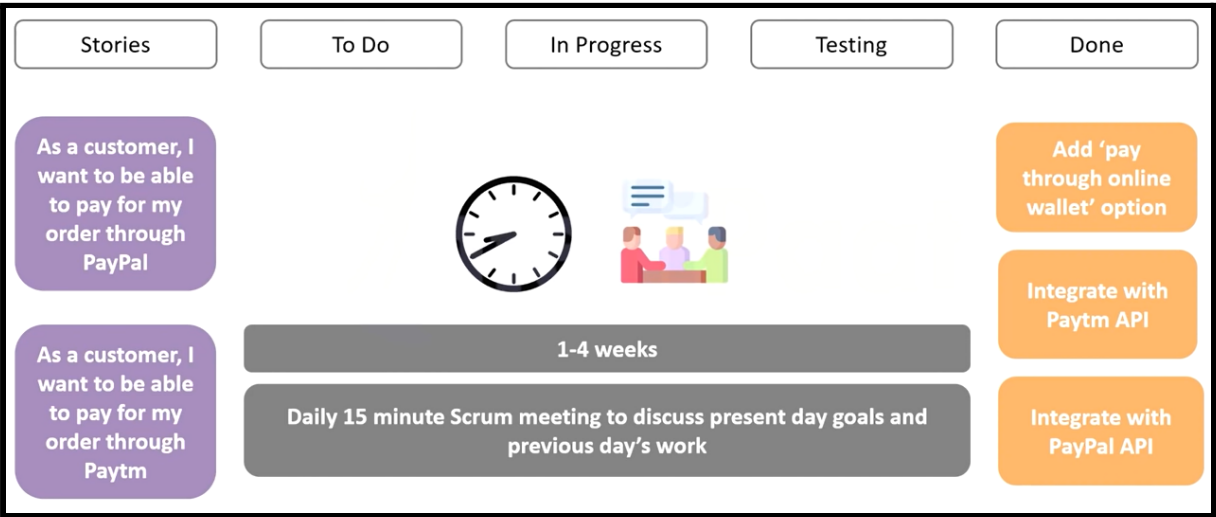 Stories
To Do
In Progress
Testing
Done
As a customer, I
want to be able
to pay for my
order through
PayPal
As a customer, I
want to be able
to pay for my
order through
Paytm
1-4 weeks
Daily 15 minute Scrum meeting to discuss present day goals and
previous day’s work
Add ‘pay
through online
wallet’ option
Integrate with
Paytm API
Integrate with
PayPal API